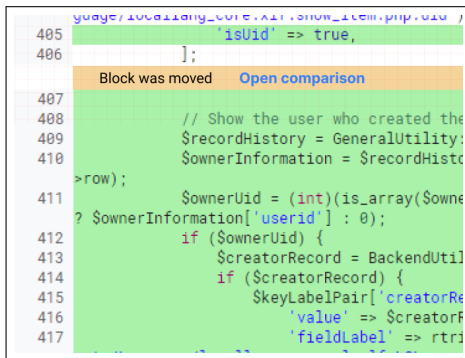 guage/locallang_core.xlf:show_item.php.uid')
405 'isUid' => true,
406 ];
Block was moved Open comparison
407
408 // Show the user who created the
409 $recordHistory = GeneralUtility:
410 $ownerInformation = $recordHisto
>row);
411 $ownerUid = (int)(is_array($owne
? $ownerInformation['userid'] : 0);
412 if ($ownerUid) {
413 $creatorRecord = BackendUtil
414 if ($creatorRecord) {
415 $keyLabelPair['creatorRe
416 'value' => $creatorR
417 'fieldLabel' => rtri